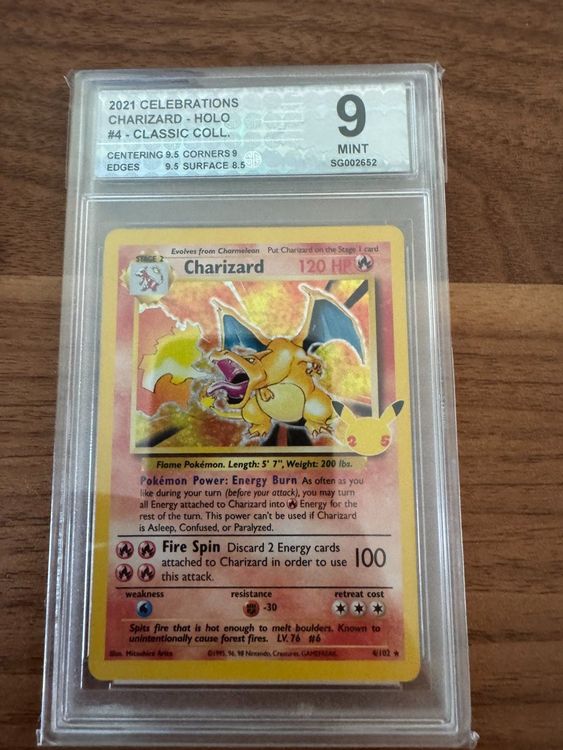 2021 CELEBRATIONS
CHARIZARD - HOLO
#4 - CLASSIC COLL.
CENTERING 9.5 CORNERS 9
EDGES 9.5 SURFACE 8.5
9
MINT
SG002652
Evolves from Charmeleon Put Charizard on the Stage 1 card
STAGE 2
Charizard 120 HP
25
Flame Pokémon. Length: 5' 7", Weight: 200 lbs.
Pokémon Power: Energy Burn As often as you
like during your turn (before your attack), you may turn
all Energy attached to Charizard into Energy for the
rest of the turn. This power can't be used if Charizard
is Asleep, Confused, or Paralyzed.
Fire Spin Discard 2 Energy cards
attached to Charizard in order to use
this attack.
100
weakness resistance retreat cost
-30
Spits fire that is hot enough to melt boulders. Known to
unintentionally cause forest fires. LV. 76 #6
Illus. Mitsuhiro Arita ©1995, 96, 98 Nintendo, Creatures, GAMEFREAK. 4/102 ★